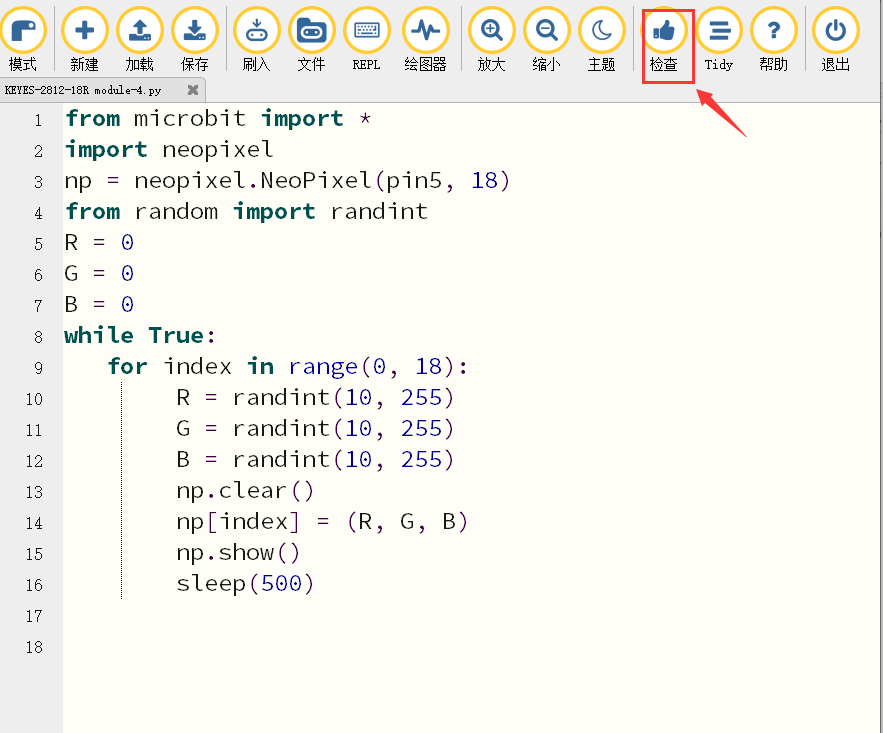 模式 新建 加载 保存 刷入 文件 REPL 绘图器 放大 缩小 主题 检查 Tidy 帮助 退出
KEYES-2812-18R module-4.py
1 from microbit import *
2 import neopixel
3 np = neopixel.NeoPixel(pin5, 18)
4 from random import randint
5 R = 0
6 G = 0
7 B = 0
8 while True:
9 for index in range(0, 18):
10 R = randint(10, 255)
11 G = randint(10, 255)
12 B = randint(10, 255)
13 np.clear()
14 np[index] = (R, G, B)
15 np.show()
16 sleep(500)
17
18